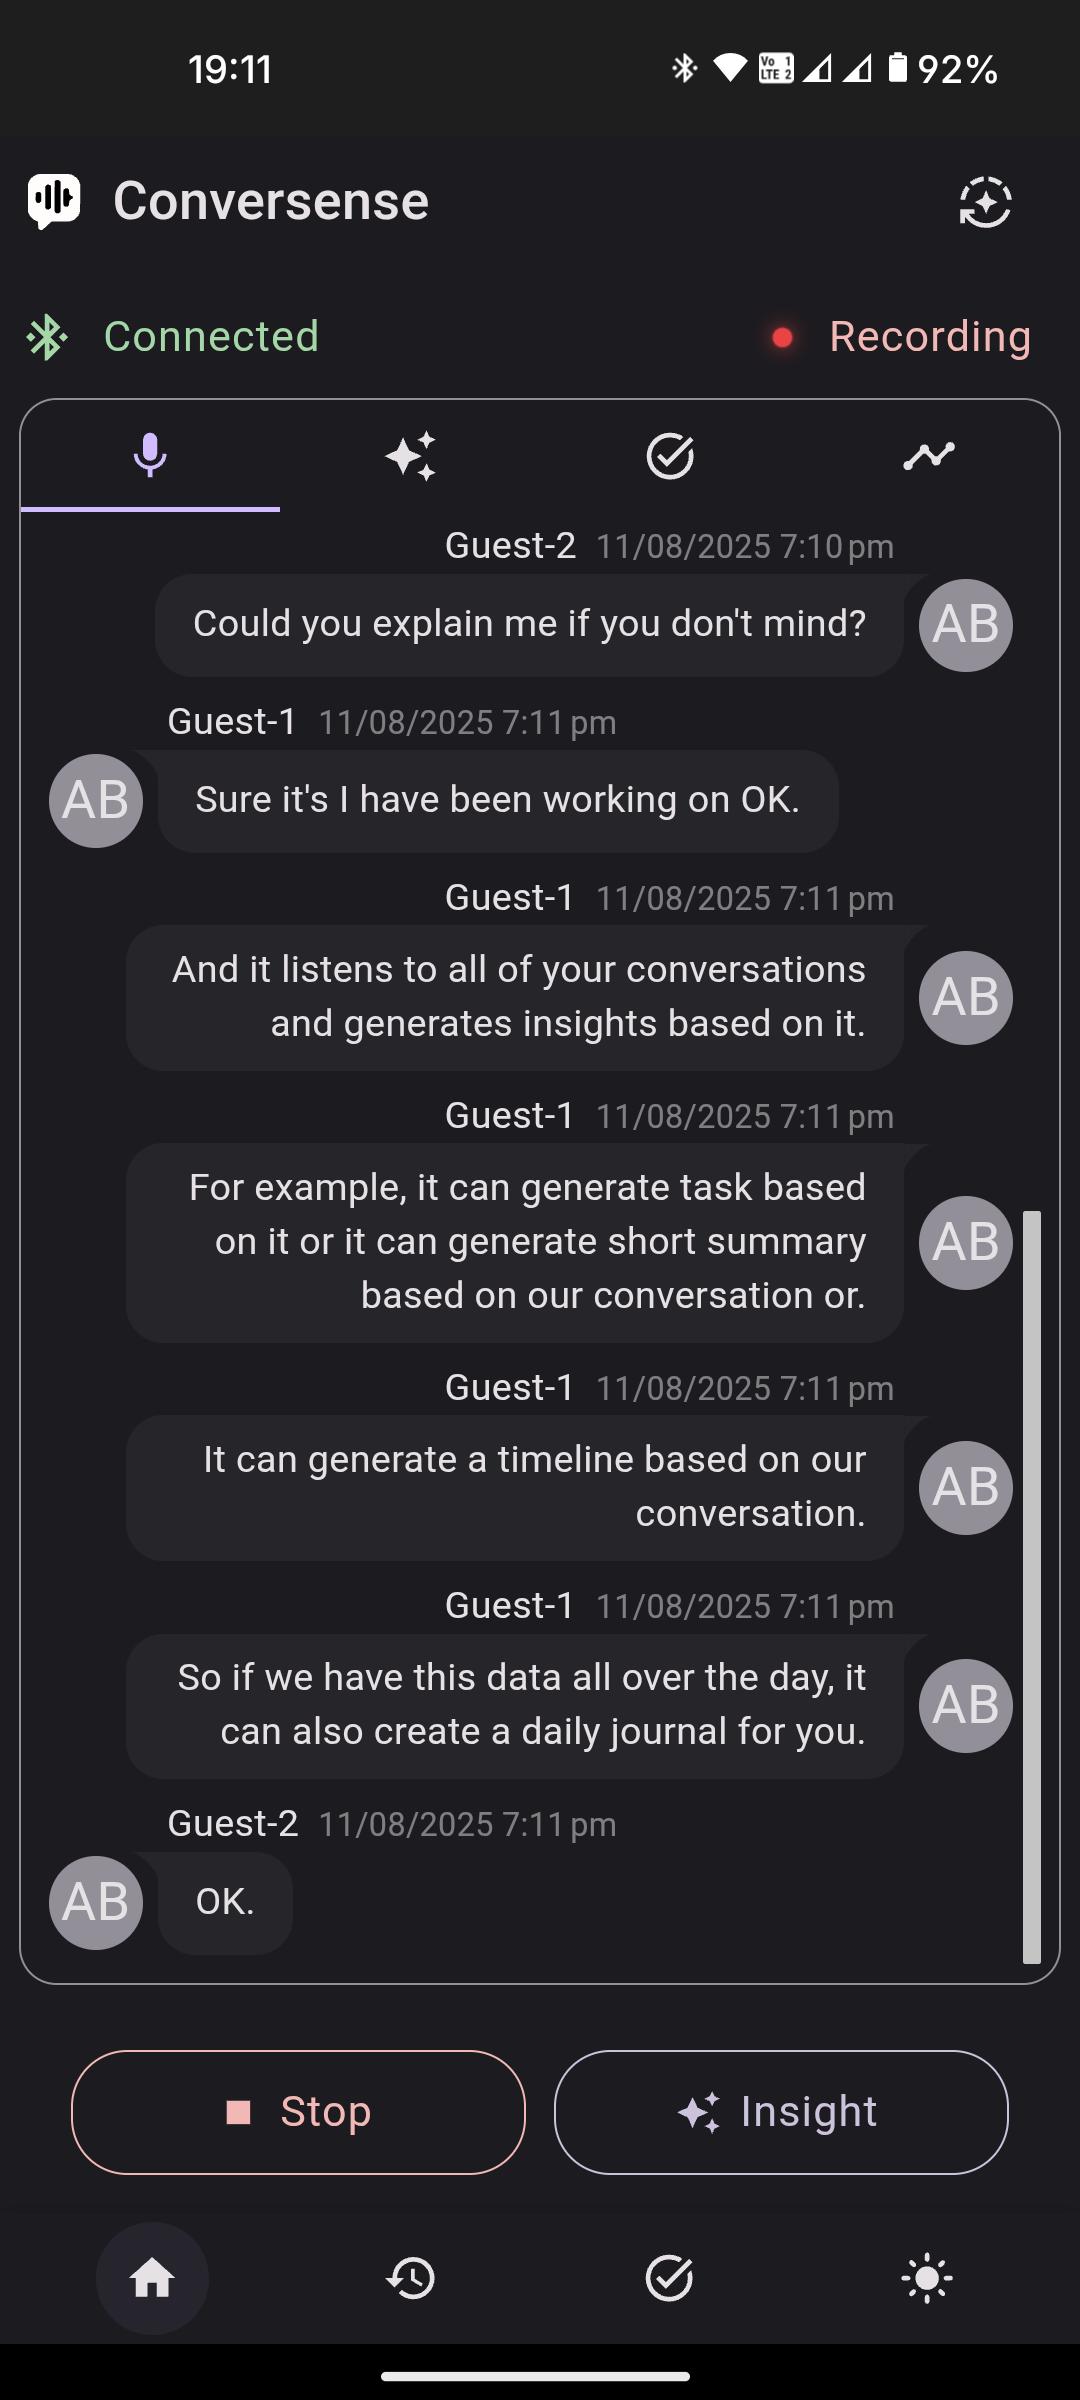 19:11
Vo 1
LTE 2
92%
Conversense
Connected
Recording
Guest-2 11/08/2025 7:10 pm
Could you explain me if you don't mind?
AB
Guest-1 11/08/2025 7:11 pm
AB
Sure it's I have been working on OK.
Guest-1 11/08/2025 7:11 pm
And it listens to all of your conversations
and generates insights based on it.
AB
Guest-1 11/08/2025 7:11 pm
For example, it can generate task based
on it or it can generate short summary
based on our conversation or.
AB
Guest-1 11/08/2025 7:11 pm
It can generate a timeline based on our
conversation.
AB
Guest-1 11/08/2025 7:11 pm
So if we have this data all over the day, it
can also create a daily journal for you.
AB
Guest-2 11/08/2025 7:11 pm
AB
OK.
Stop
Insight